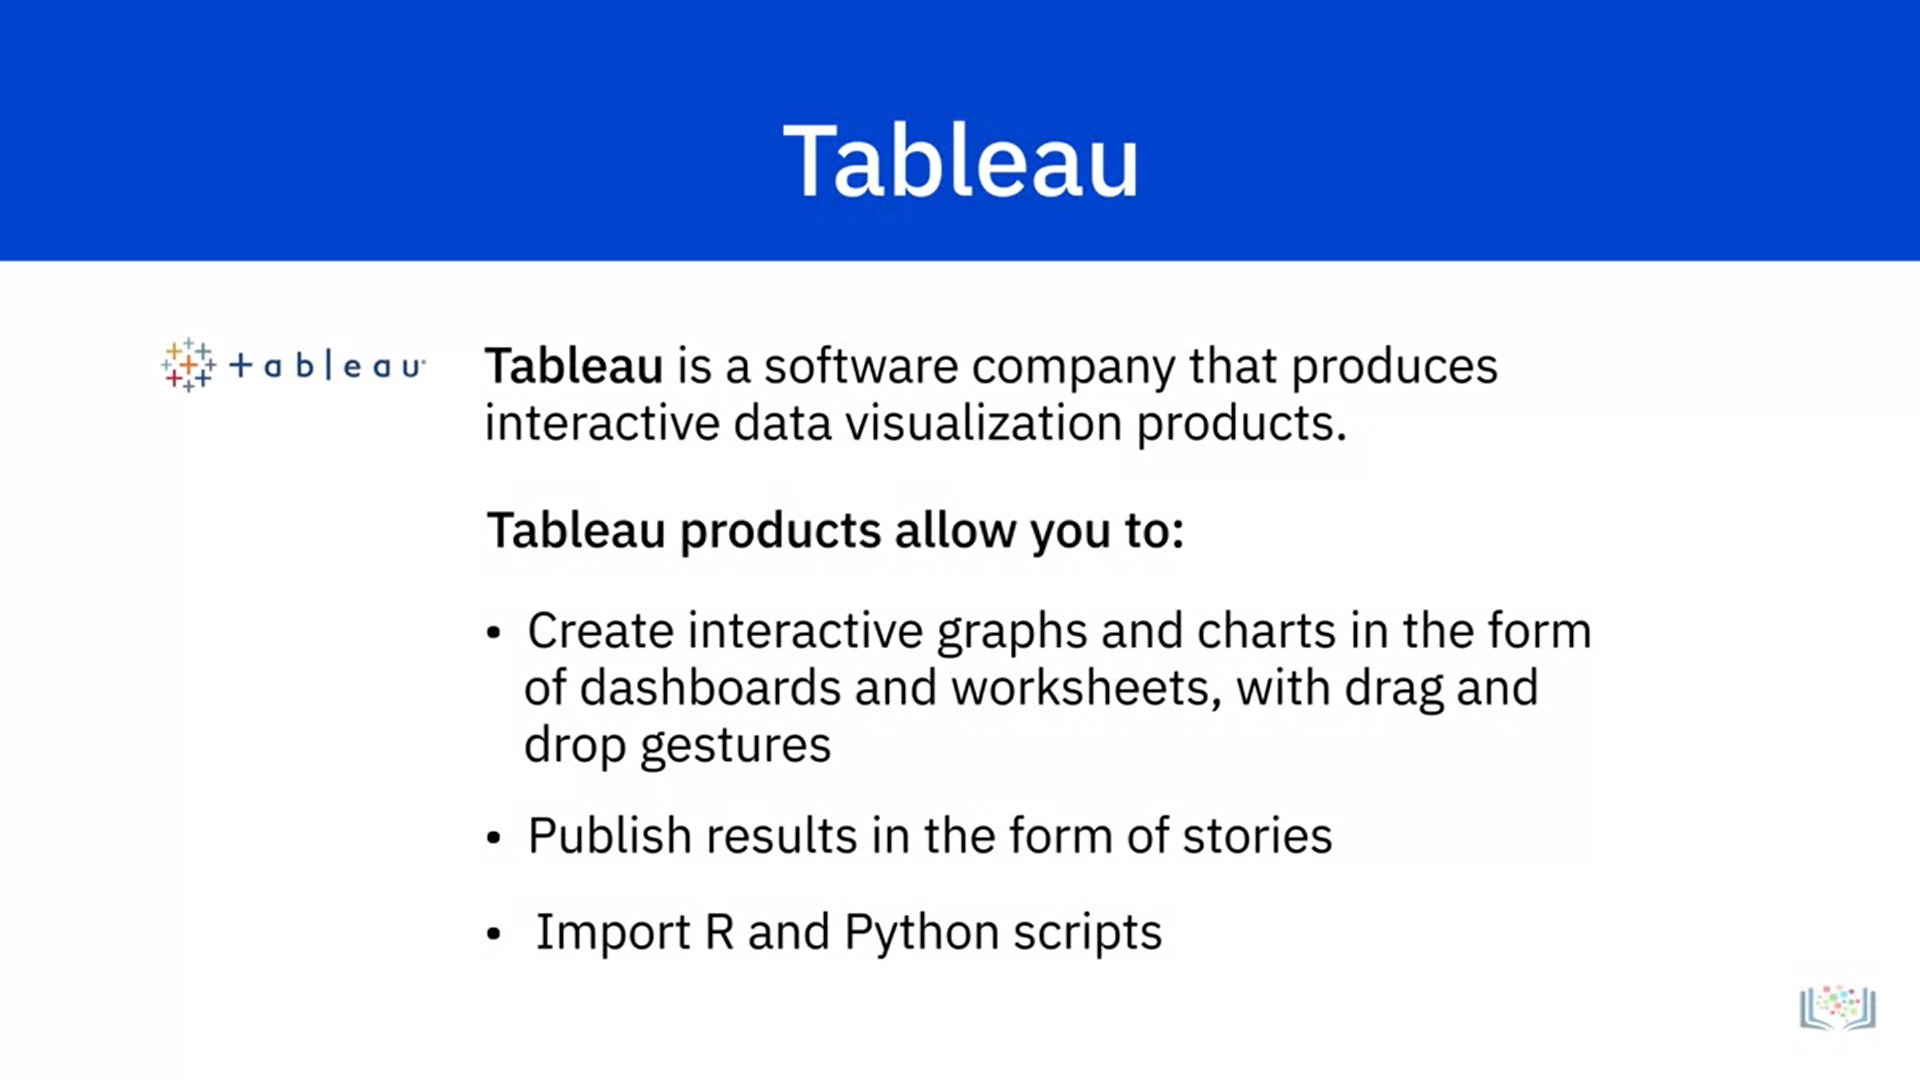 Tableau
+ableau
Tableau is a software company that produces
interactive data visualization products.
Tableau products allow you to:
• Create interactive graphs and charts in the form
of dashboards and worksheets, with drag and
drop gestures
• Publish results in the form of stories
• Import R and Python scripts